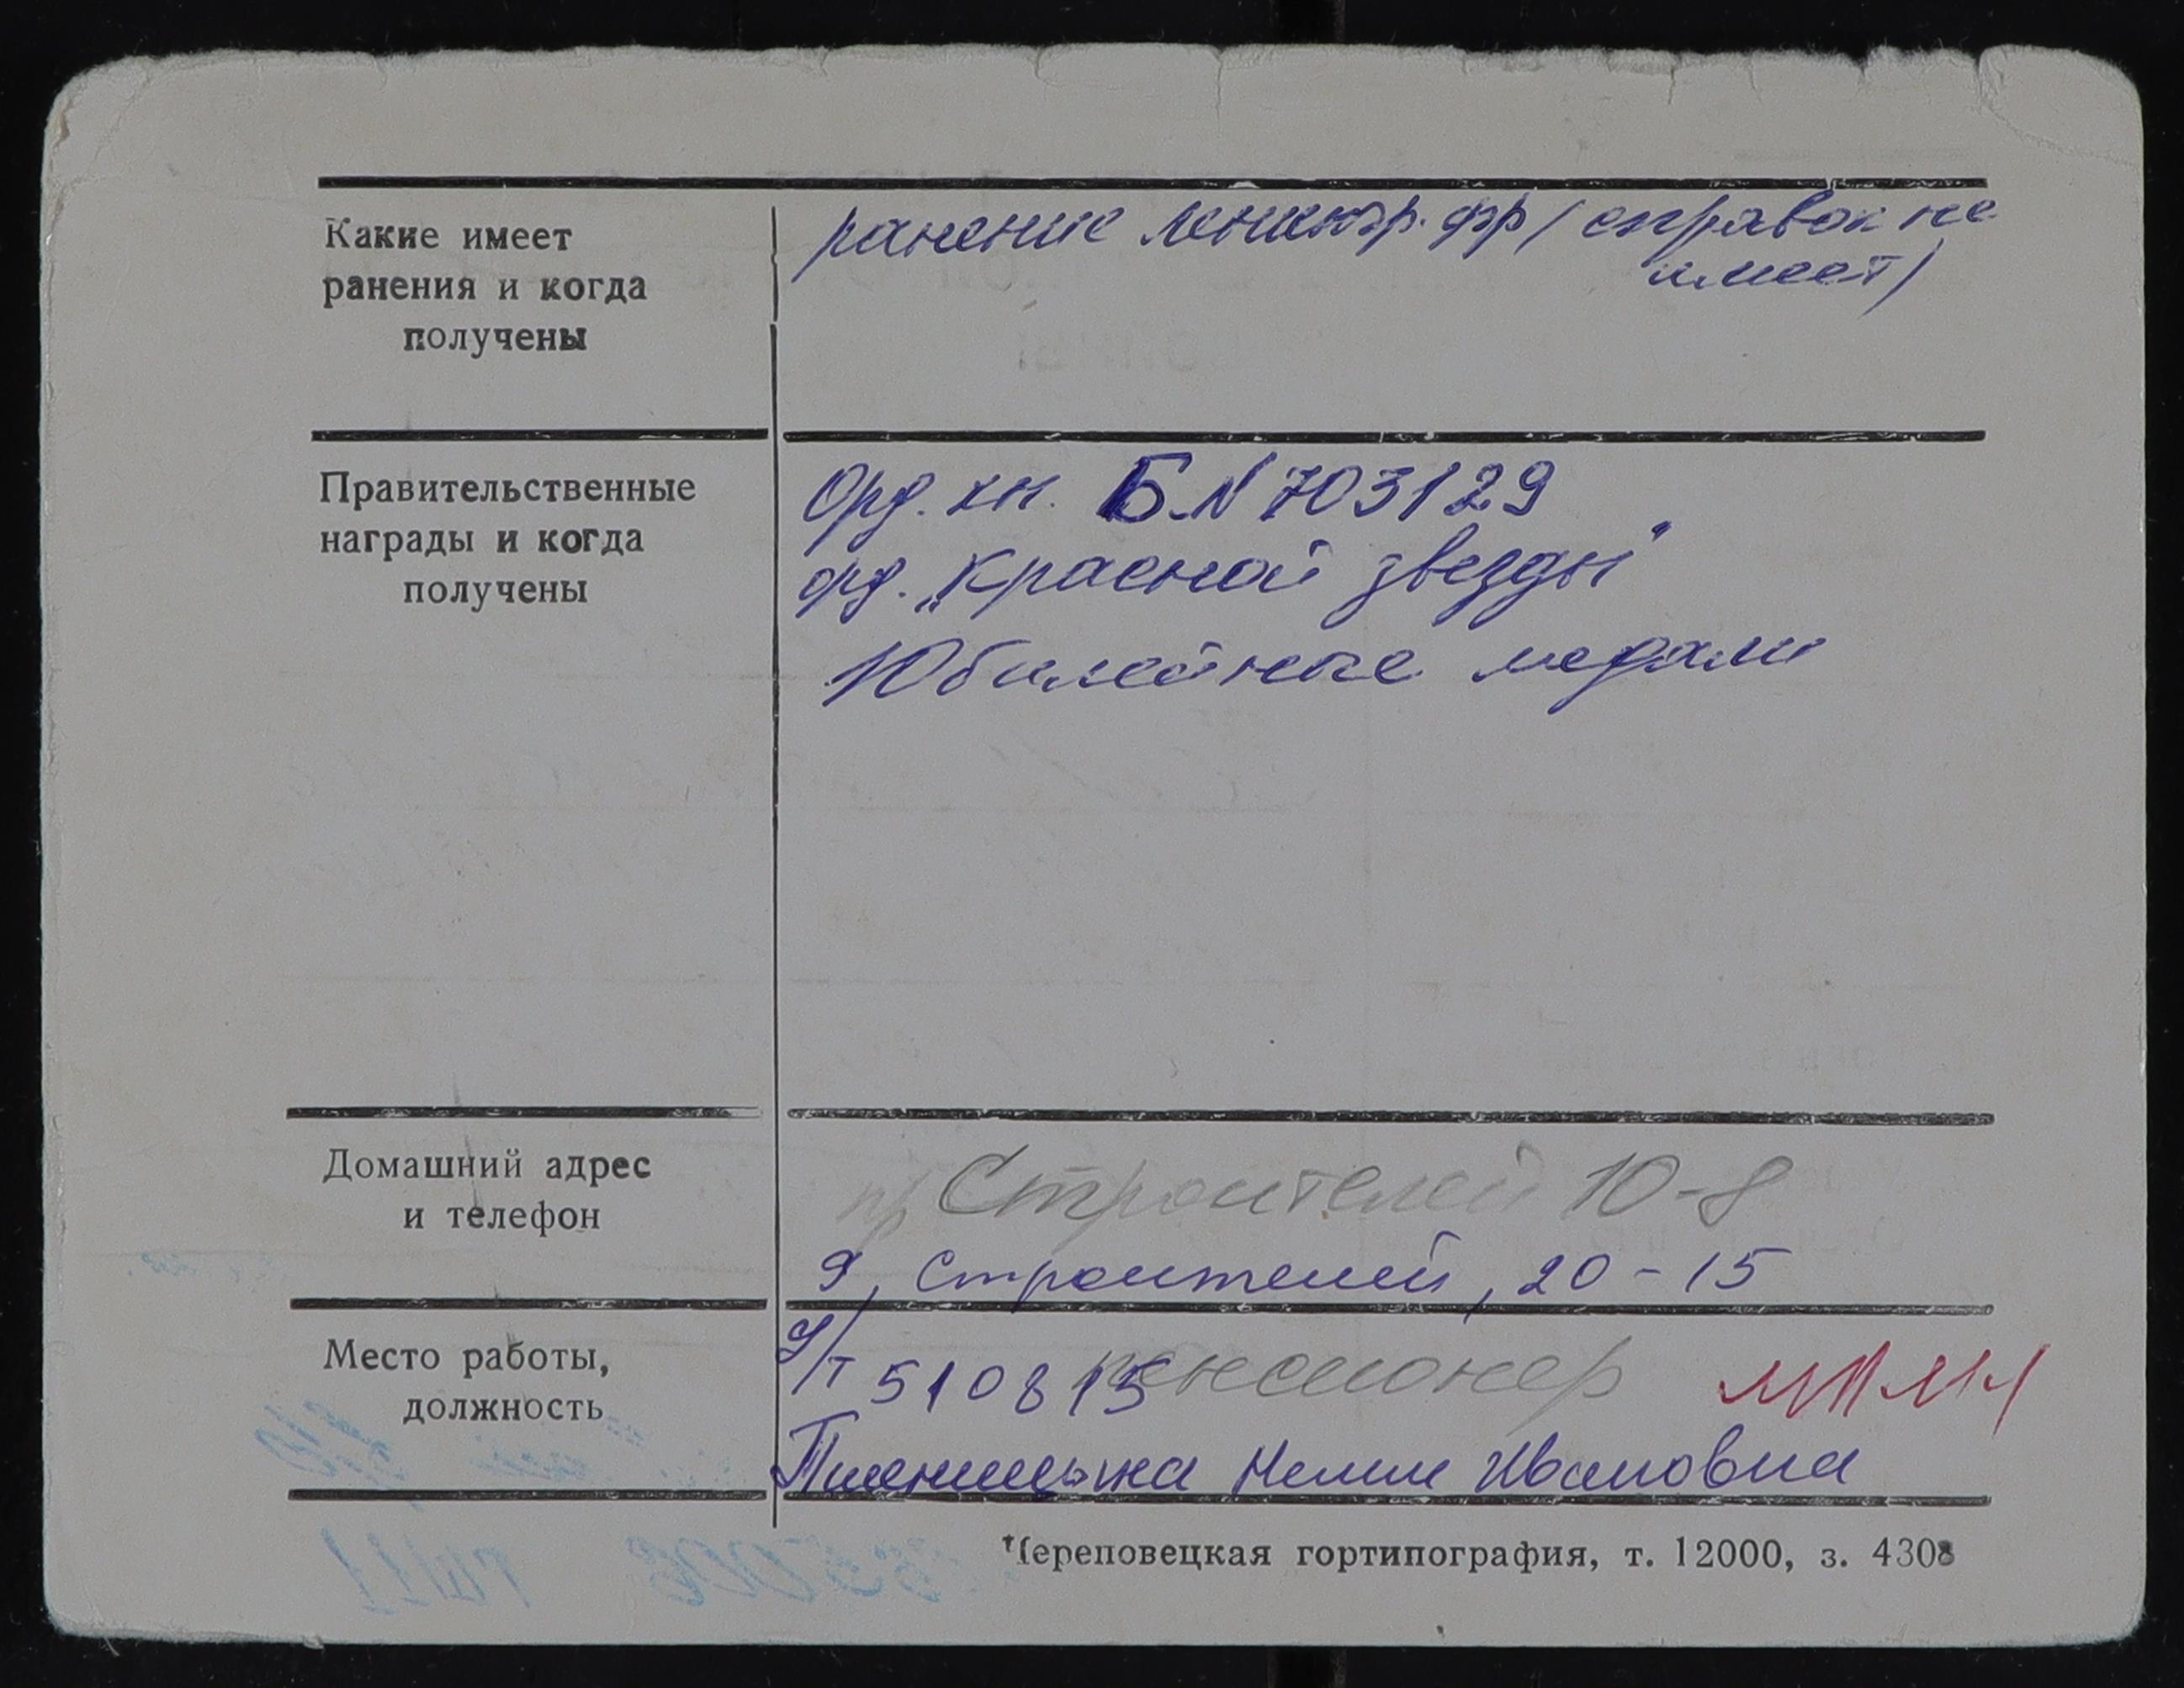 Какие имеет
ранения и когда
получены
ранение Ленингр. фр ( справок не
имеет)
Правительственные
награды и когда
получены
Орд. кн. Б.N 703129
орд. „Красной звезды"
Юбилейные медали
Домашний адрес
и телефон
пр Строителей 10-8
9, Строителей, 20-15
Место работы,
должность
д/т 510815 пенсионер
Пшеницына Нелли Ивановна
Череповецкая гортипография, т. 12000, з. 4308